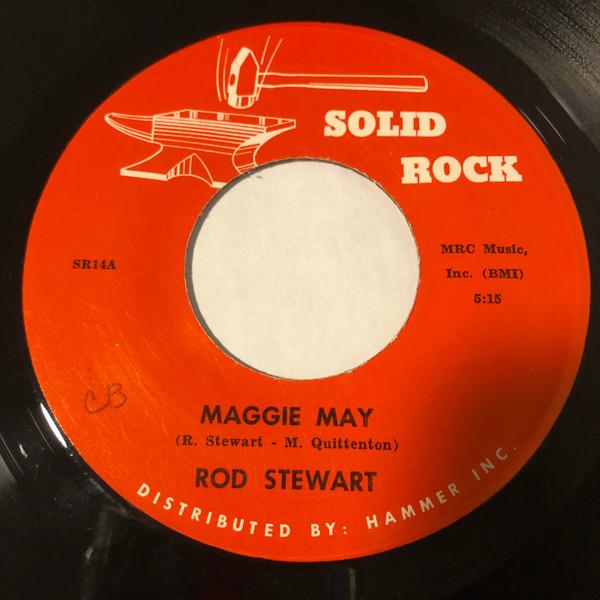 SOLID
ROCK
SR14A
MRC Music,
Inc. (BMI)
5:15
CB
MAGGIE MAY
(R. Stewart - M. Quittenton)
ROD STEWART
DISTRIBUTED BY: HAMMER INC.